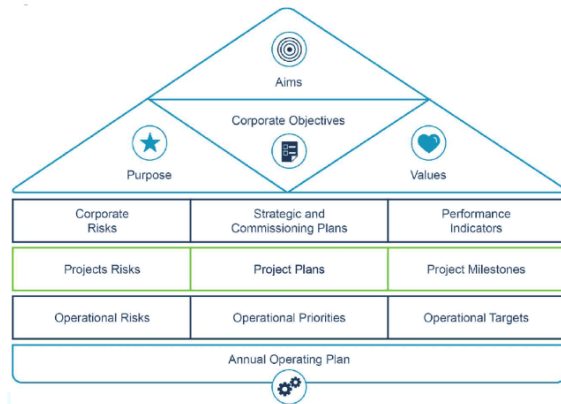 Aims
Corporate Objectives
Purpose
Values
Corporate
Risks
Strategic and
Commissioning Plans
Performance
Indicators
Projects Risks
Project Plans
Project Milestones
Operational Risks
Operational Priorities
Operational Targets
Annual Operating Plan